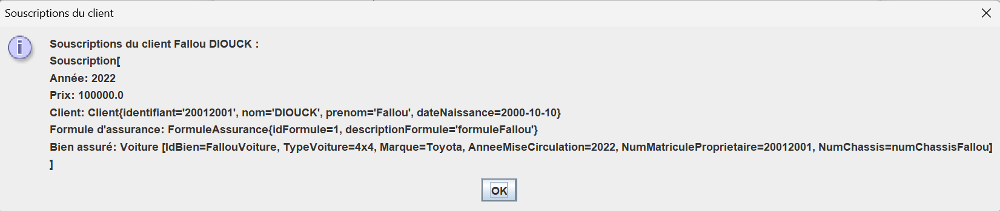 Souscriptions du client
Souscriptions du client Fallou DIOUCK :
Souscription[
Année: 2022
Prix: 100000.0
Client: Client{identifiant='20012001', nom='DIOUCK', prenom='Fallou', dateNaissance=2000-10-10}
Formule d'assurance: FormuleAssurance{idFormule=1, descriptionFormule='formuleFallou'}
Bien assuré: Voiture [IdBien=FallouVoiture, TypeVoiture=4x4, Marque=Toyota, AnneeMiseCirculation=2022, NumMatriculeProprietaire=20012001, NumChassis=numChassisFallou]
]
OK